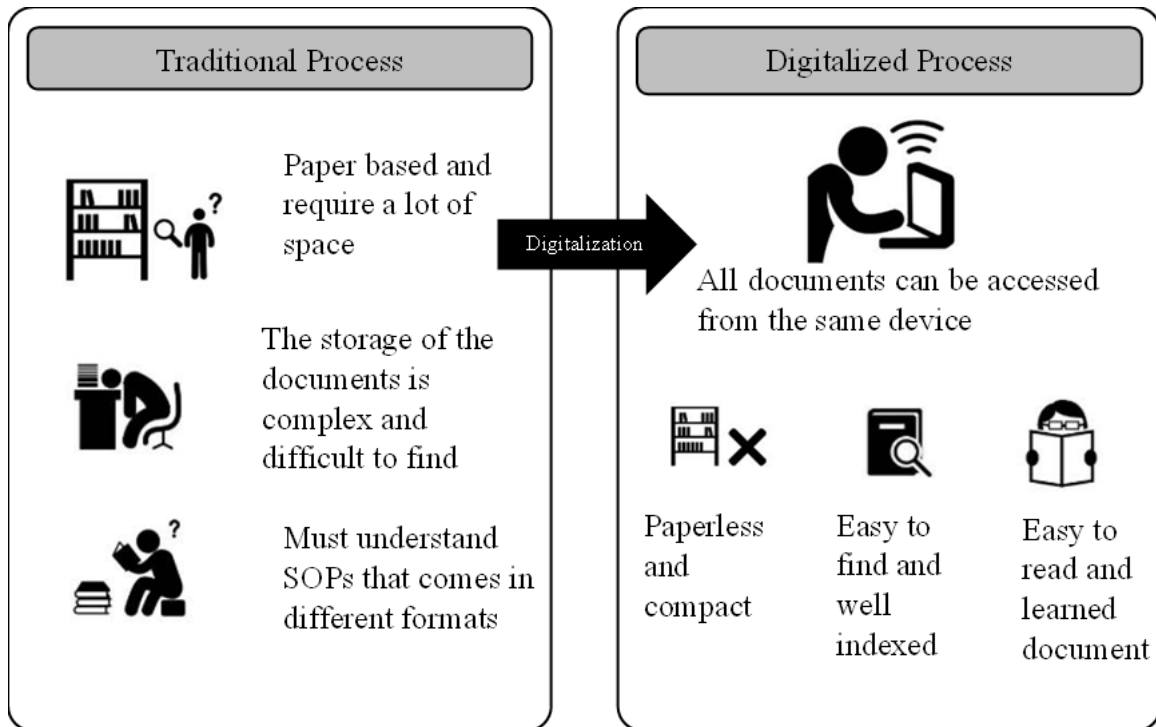 Traditional Process
Paper based and
require a lot of
space
The storage of the
documents is
complex and
difficult to find
Must understand
SOPs that comes in
different formats
Digitalization
Digitalized Process
All documents can be accessed
from the same device
Paperless
and
compact
Easy to
find and
well
indexed
Easy to
read and
learned
document